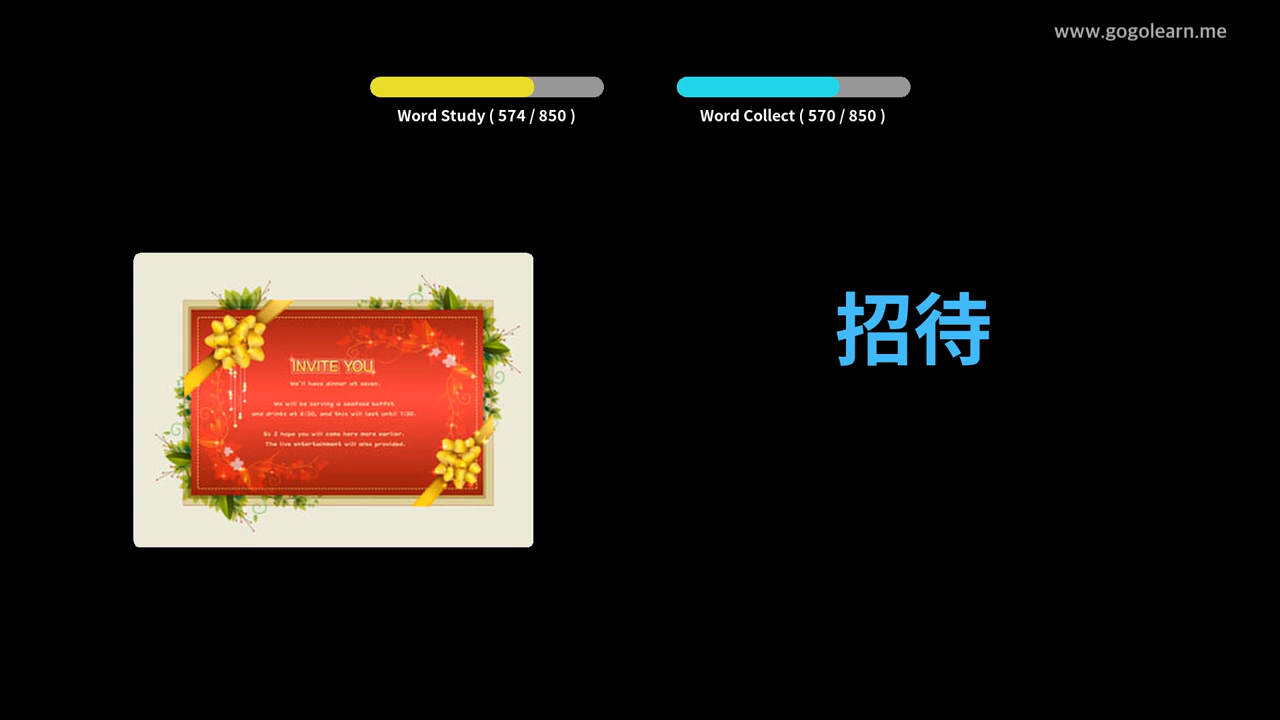 www.gogolearn.me
Word Study ( 574 / 850 )
Word Collect ( 570 / 850 )
招待
INVITE YOU
We'll have dinner at seven.
We will be serving a seafood buffet
and drinks at 6:30, and this will last until 7:30.
So I hope you will come here more earlier.
The live entertainment will also provided.